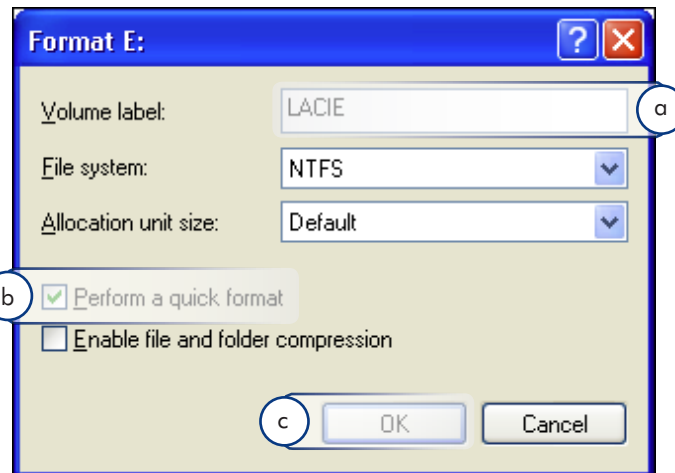 Format E:
Volume label: LACIE a
File system: NTFS
Allocation unit size: Default
b Perform a quick format
Enable file and folder compression
c OK Cancel